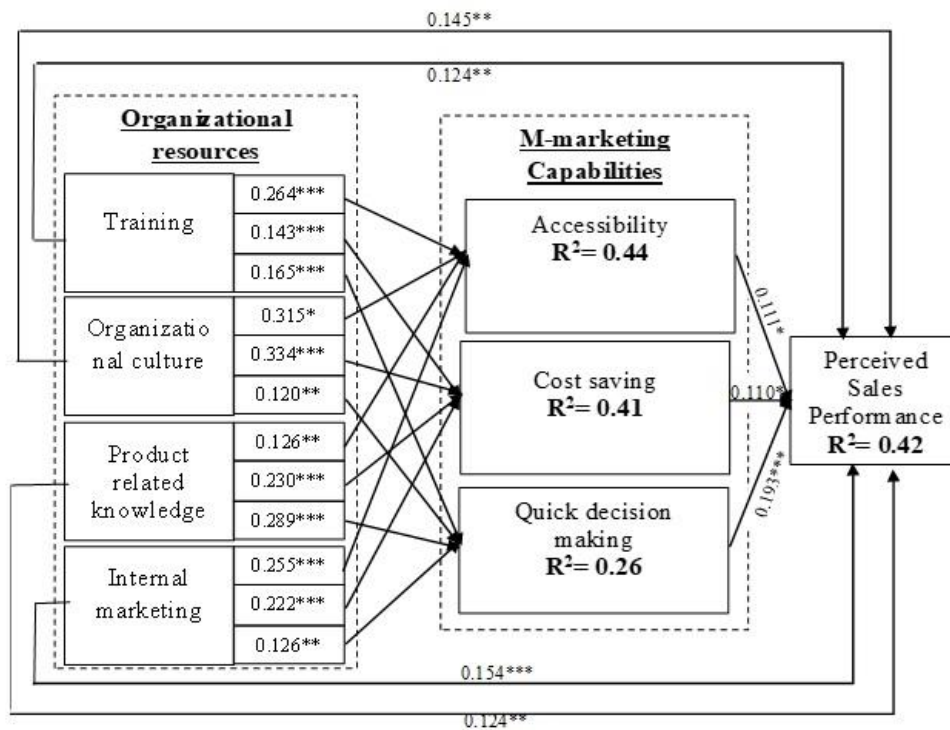 0.145**
0.124**
Organizational
resources
Training
0.264***
0.143***
0.165***
Organizatio
nal culture
0.315*
0.334***
0.120**
Product
related
knowledge
0.126**
0.230***
0.289***
Internal
marketing
0.255***
0.222***
0.126**
M-marketing
Capabilities
Accessibility
R²= 0.44
Cost saving
R²= 0.41
Quick decision
making
R²= 0.26
0.111*
0.110*
0.193***
Perceived
Sales
Performance
R²= 0.42
0.154***
0.124**